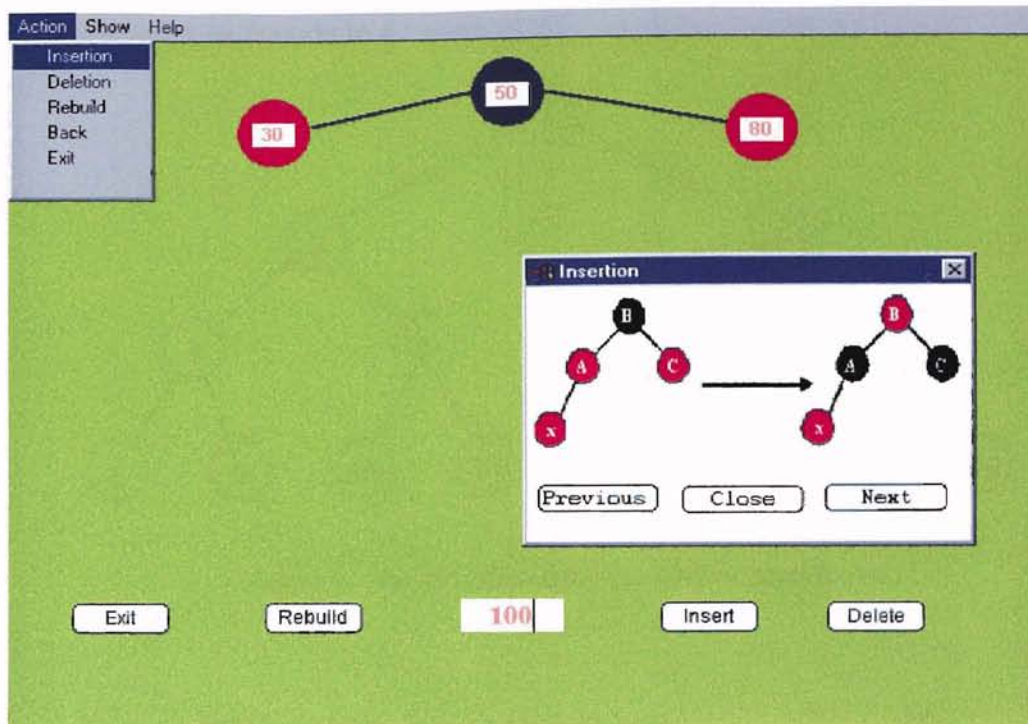 Action Show Help
Insertion
Deletion
Rebuild
Back
Exit
50
30
80
Insertion
B
A
C
x
B
A
C
x
Previous Close Next
Exit Rebuild 100 Insert Delete